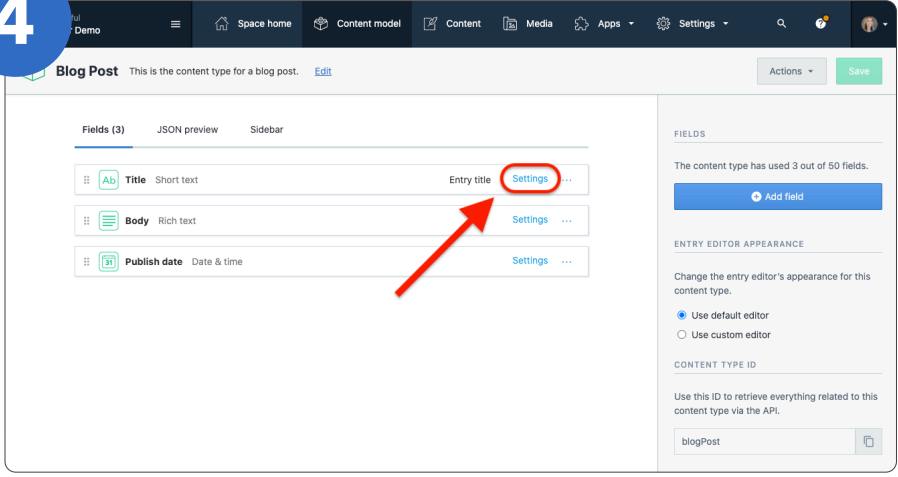 4
ful
Demo
Space home
Content model
Content
Media
Apps
Settings
?
Blog Post This is the content type for a blog post. Edit
Actions
Save
Fields (3)
JSON preview
Sidebar
Ab Title Short text Entry title Settings ...
Body Rich text Settings ...
31 Publish date Date & time Settings ...
FIELDS
The content type has used 3 out of 50 fields.
Add field
ENTRY EDITOR APPEARANCE
Change the entry editor's appearance for this
content type.
Use default editor
Use custom editor
CONTENT TYPE ID
Use this ID to retrieve everything related to this
content type via the API.
blogPost